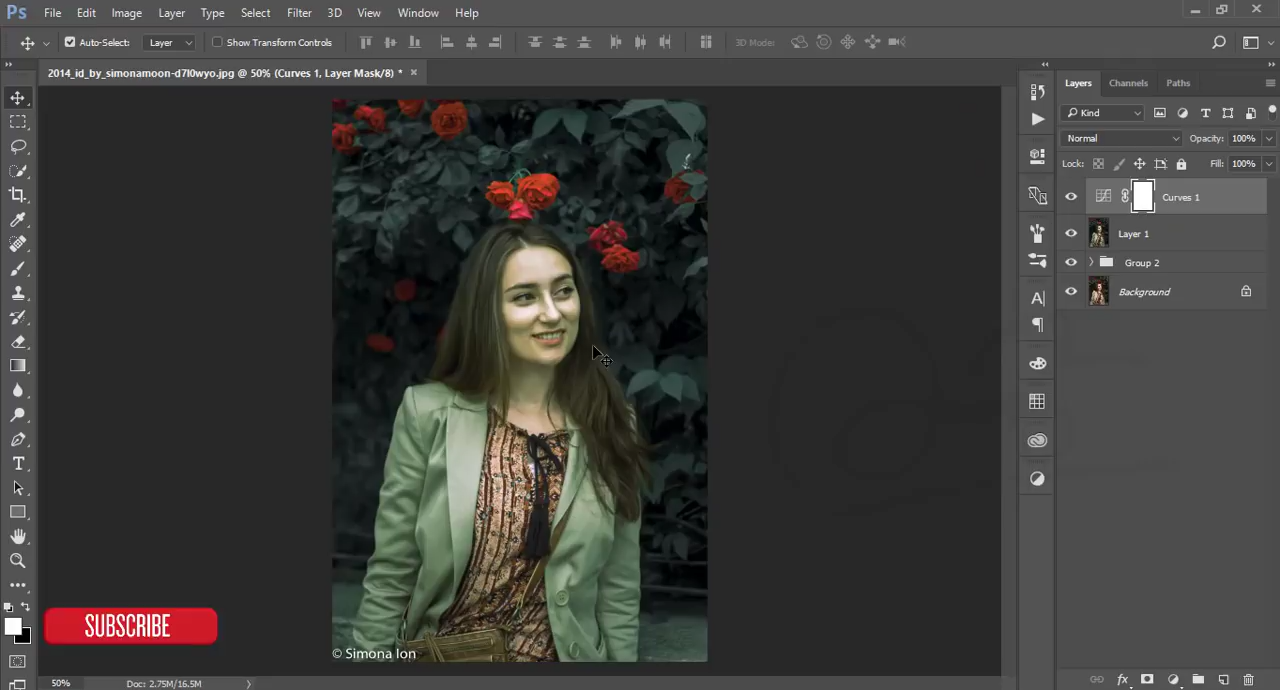 Ps File Edit Image Layer Type Select Filter 3D View Window Help
Auto-Select: Layer Show Transform Controls 3D Mode:
2014_id_by_simonamoon-d7l0wyo.jpg @ 50% (Curves 1, Layer Mask/8) * ×
Layers Channels Paths
Kind
Normal Opacity: 100%
Lock: Fill: 100%
Curves 1
Layer 1
Group 2
Background
SUBSCRIBE
© Simona Ion
50% Doc: 2.75M/16.5M